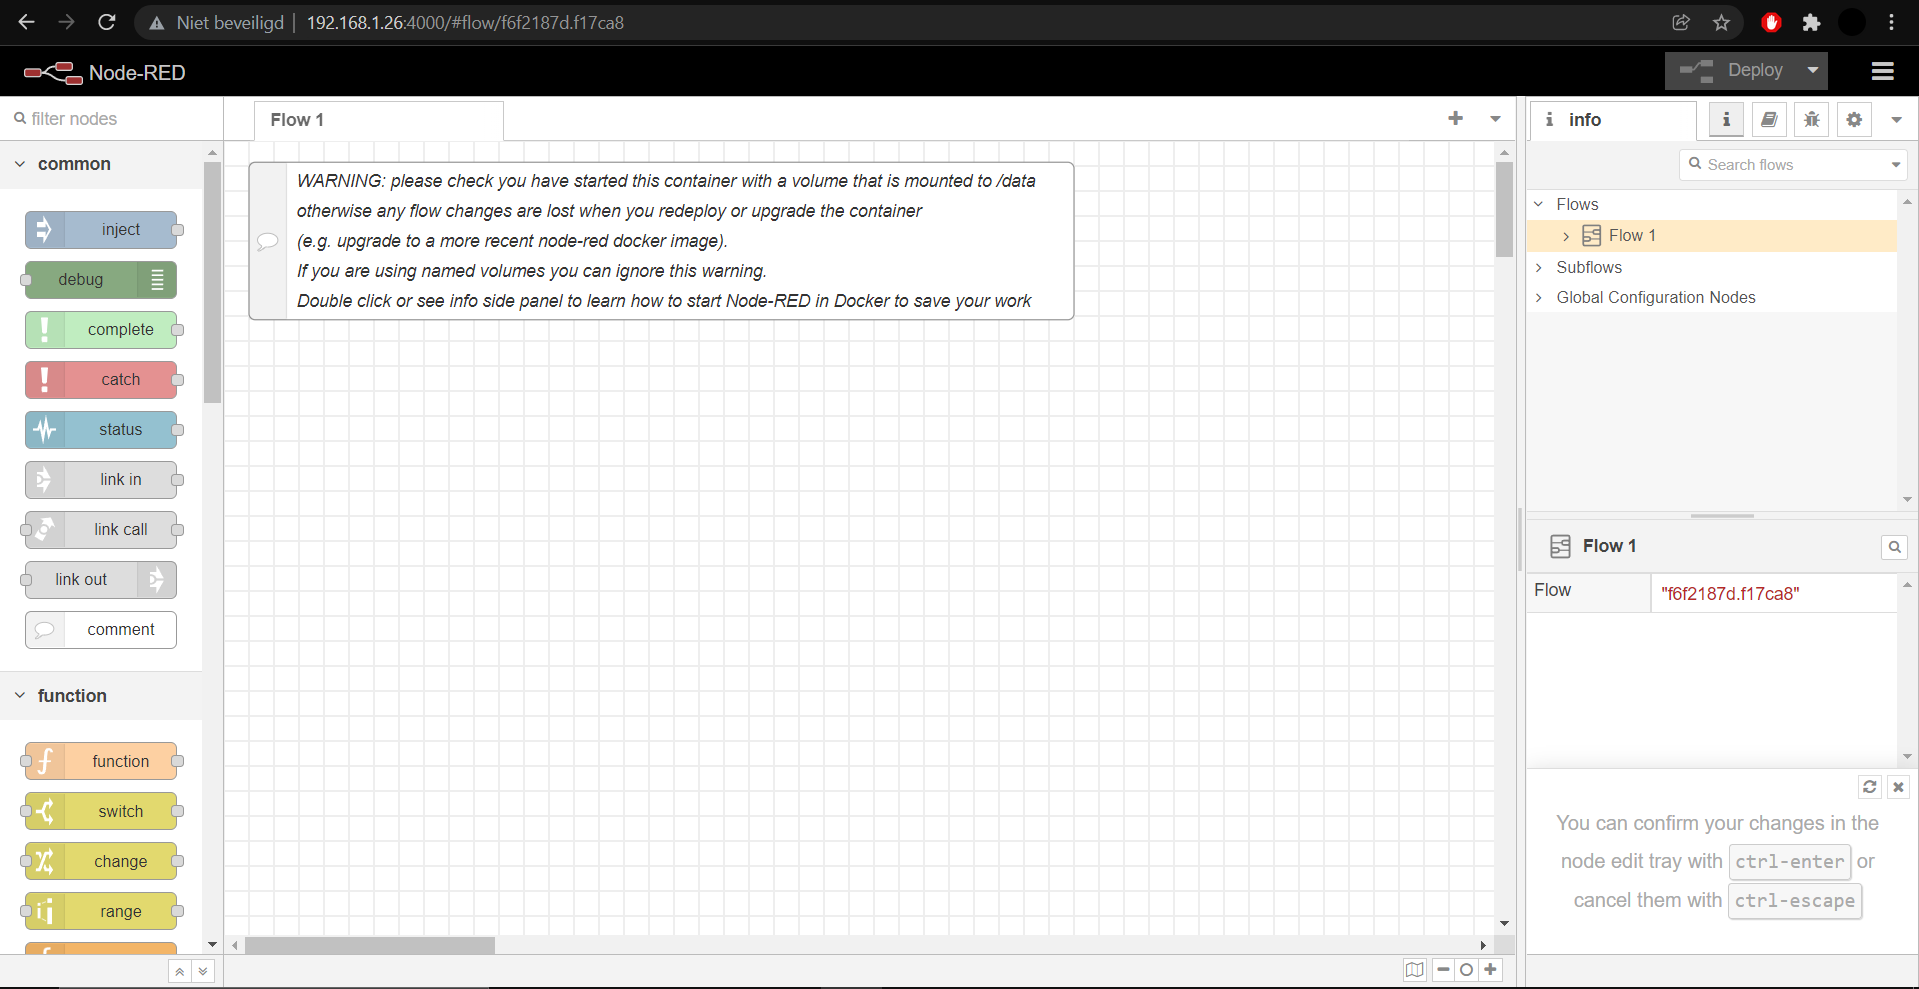 Niet beveiligd | 192.168.1.26:4000/#flow/f6f2187d.f17ca8
Node-RED
Deploy
filter nodes
common
inject
debug
complete
catch
status
link in
link call
link out
comment
function
function
switch
change
range
Flow 1
WARNING: please check you have started this container with a volume that is mounted to /data
otherwise any flow changes are lost when you redeploy or upgrade the container
(e.g. upgrade to a more recent node-red docker image).
If you are using named volumes you can ignore this warning.
Double click or see info side panel to learn how to start Node-RED in Docker to save your work
info
Search flows
Flows
Flow 1
Subflows
Global Configuration Nodes
Flow 1
Flow "f6f2187d.f17ca8"
You can confirm your changes in the
node edit tray with ctrl-enter or
cancel them with ctrl-escape